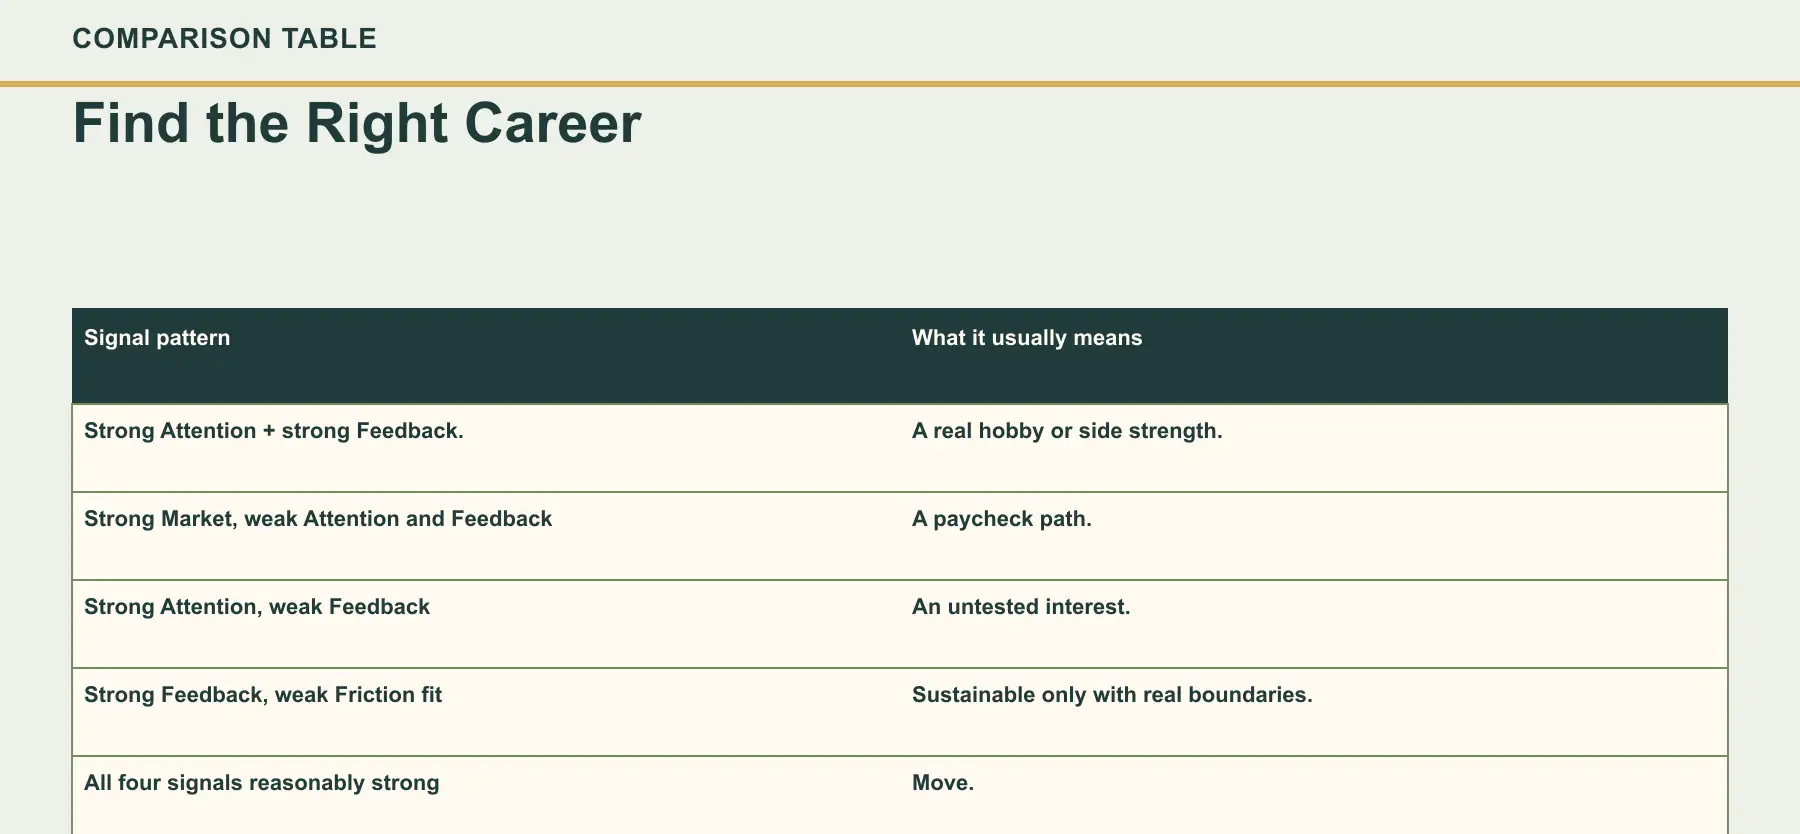 COMPARISON TABLE
Find the Right Career
Signal pattern
What it usually means
Strong Attention + strong Feedback.
A real hobby or side strength.
Strong Market, weak Attention and Feedback
A paycheck path.
Strong Attention, weak Feedback
An untested interest.
Strong Feedback, weak Friction fit
Sustainable only with real boundaries.
All four signals reasonably strong
Move.